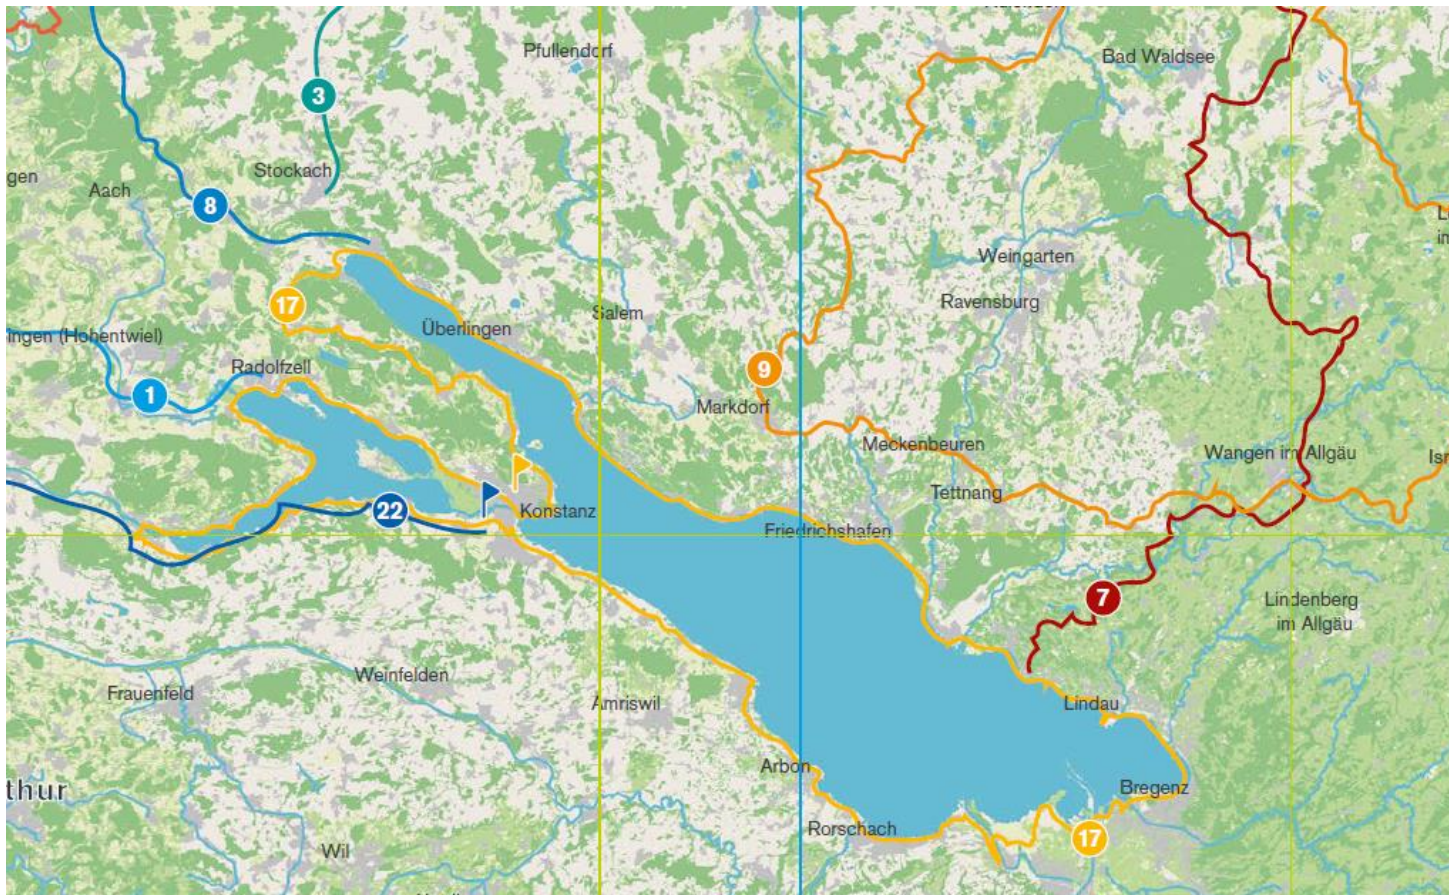 Pfullendorf
Bad Waldsee
3
Stockach
gen
Aach
8
Weingarten
Ravensburg
17
Salem
Überlingen
ingen (Hohentwiel)
Radolfzell
9
1
Markdorf
Meckenbeuren
Wangen im Allgäu
Isr
Tettnang
22
Konstanz
Friedrichshafen
7
Lindenberg
im Allgäu
Weinfelden
Frauenfeld
Amriswil
Lindau
Arbon
thur
Bregenz
Rorschach
17
Wil